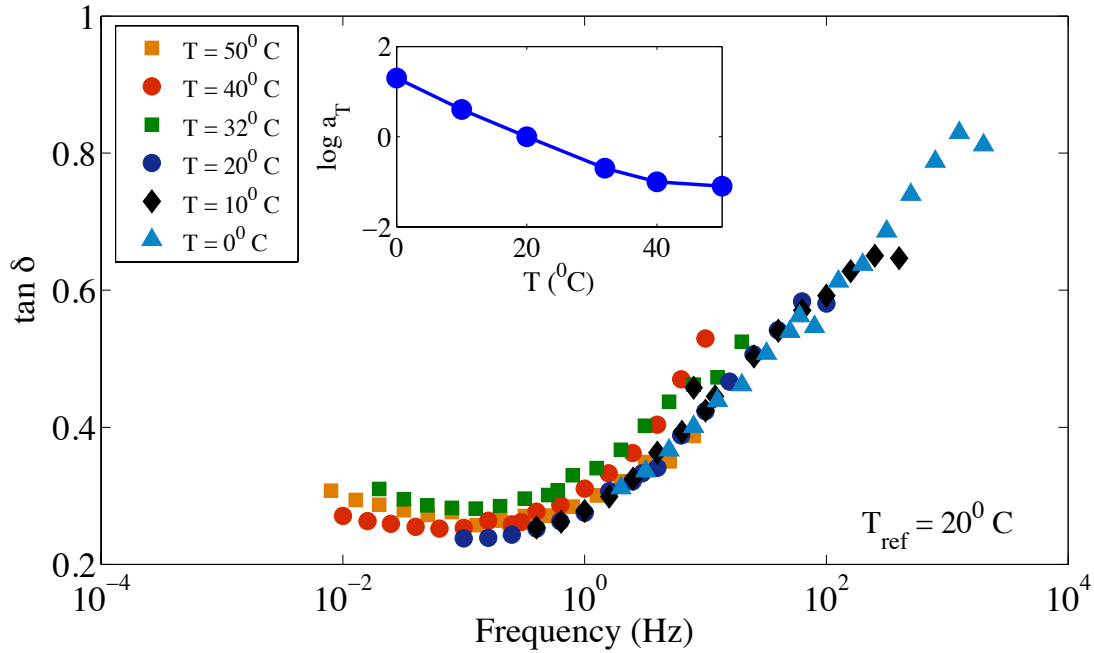 1
0.8
0.6
0.4
0.2
tan δ
T = 50⁰ C
T = 40⁰ C
T = 32⁰ C
T = 20⁰ C
T = 10⁰ C
T = 0⁰ C
2
0
−2
log a_T
0 20 40
T (⁰C)
T_ref = 20⁰ C
10⁻⁴ 10⁻² 10⁰ 10² 10⁴
Frequency (Hz)